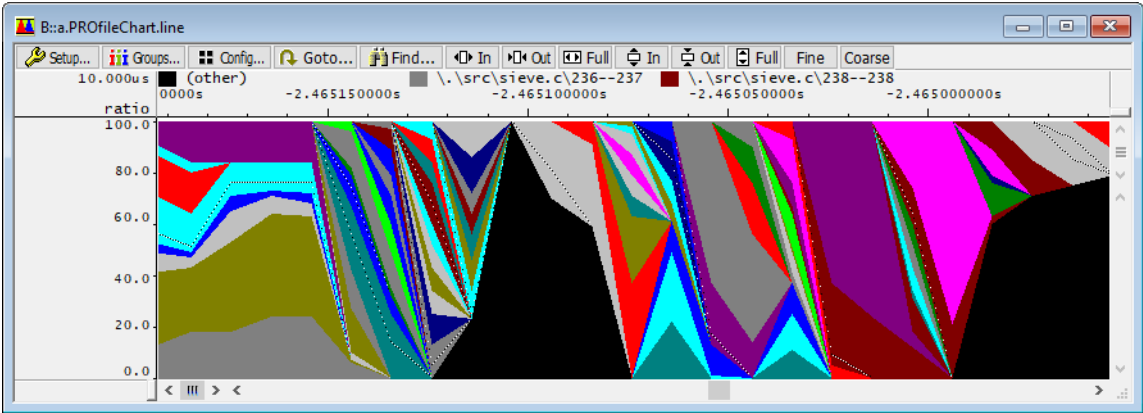 B::a.PROfileChart.line
Setup... Groups... Config... Goto... Find... In Out Full In Out Full Fine Coarse
10.000us (other) \.\src\sieve.c\236--237 \.\src\sieve.c\238--238
0000s -2.465150000s -2.465100000s -2.465050000s -2.465000000s
ratio
100.0
80.0
60.0
40.0
20.0
0.0